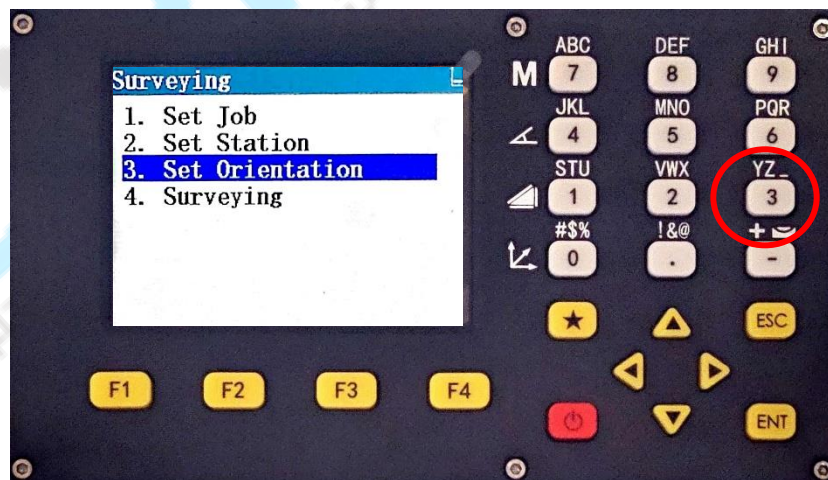 Surveying
1. Set Job
2. Set Station
3. Set Orientation
4. Surveying
F1 F2 F3 F4
ABC DEF GHI
M 7 8 9
JKL MNO PQR
4 5 6
STU VWX YZ_
1 2 3
#$% !&@ +
0 . -
★ ESC
ENT